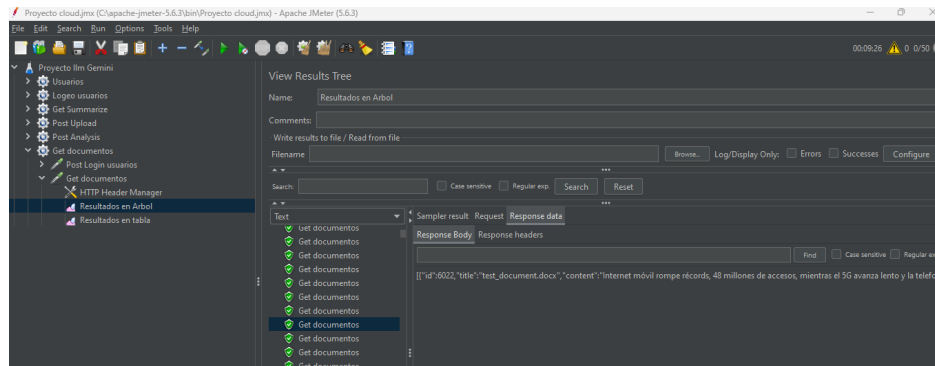 Proyecto cloud.jmx (C:\apache-jmeter-5.6.3\bin\Proyecto cloud.jmx) - Apache JMeter (5.6.3)
File Edit Search Run Options Tools Help
00:09:26 0 0/50
Proyecto llm Gemini
Usuarios
Logeo usuarios
Get Summarize
Post Upload
Post Analysis
Get documentos
Post Login usuarios
Get documentos
HTTP Header Manager
Resultados en Arbol
Resultados en tabla
View Results Tree
Name: Resultados en Arbol
Comments:
Write results to file / Read from file
Filename Browse... Log/Display Only: Errors Successes Configure
Search: Case sensitive Regular exp. Search Reset
Text Sampler result Request Response data
Response Body Response headers
Find Case sensitive Regular ex
[{"id":6022,"title":"test_document.docx","content":"Internet móvil rompe récords, 48 millones de accesos, mientras el 5G avanza lento y la telefo
Get documentos
Get documentos
Get documentos
Get documentos
Get documentos
Get documentos
Get documentos
Get documentos
Get documentos
Get documentos
Get documentos